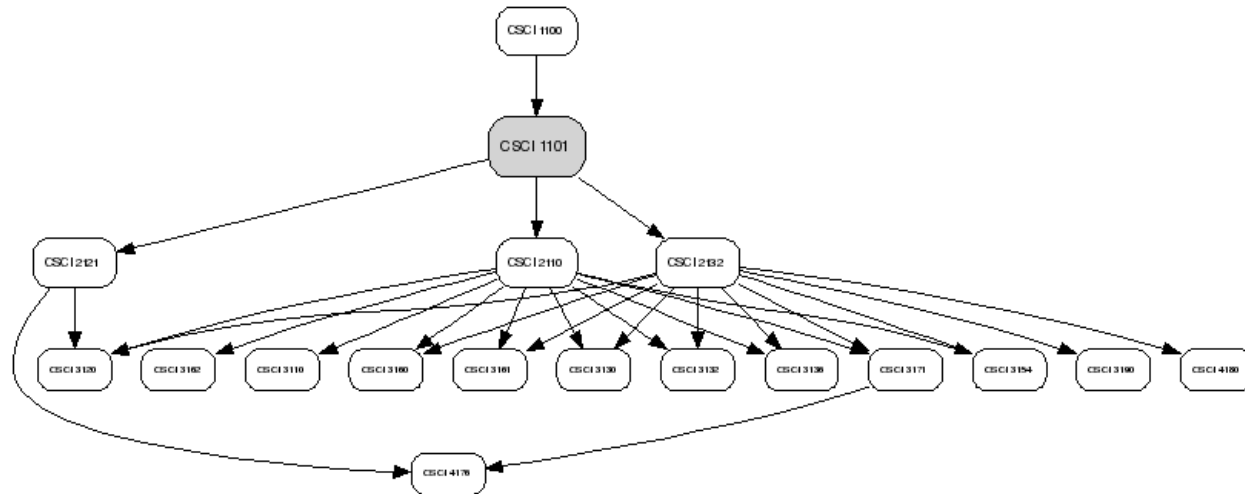 CSCI 1100
CSCI 1101
CSCI 2121
CSCI 2110
CSCI 2132
CSCI 3120
CSCI 3162
CSCI 3110
CSCI 3160
CSCI 3161
CSCI 3130
CSCI 3132
CSCI 3136
CSCI 3171
CSCI 3154
CSCI 3190
CSCI 4180
CSCI 4176